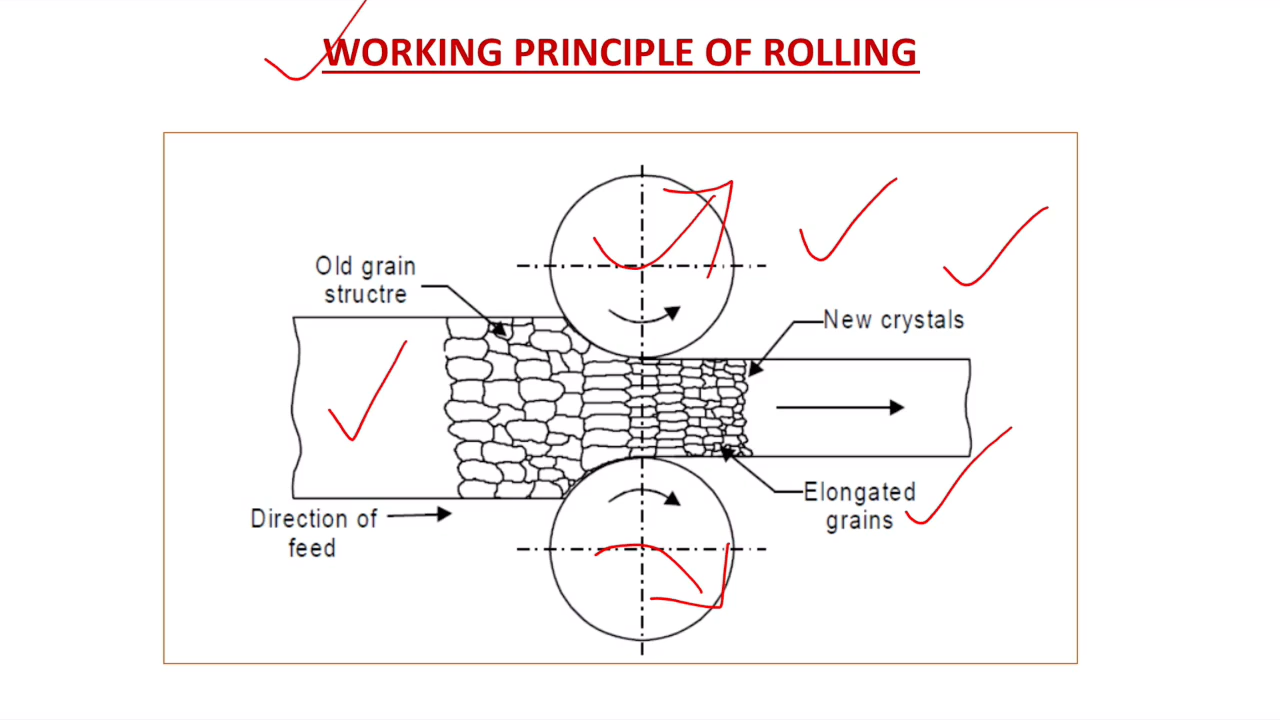 WORKING PRINCIPLE OF ROLLING
Old grain
structre
New crystals
Direction of
feed
Elongated
grains